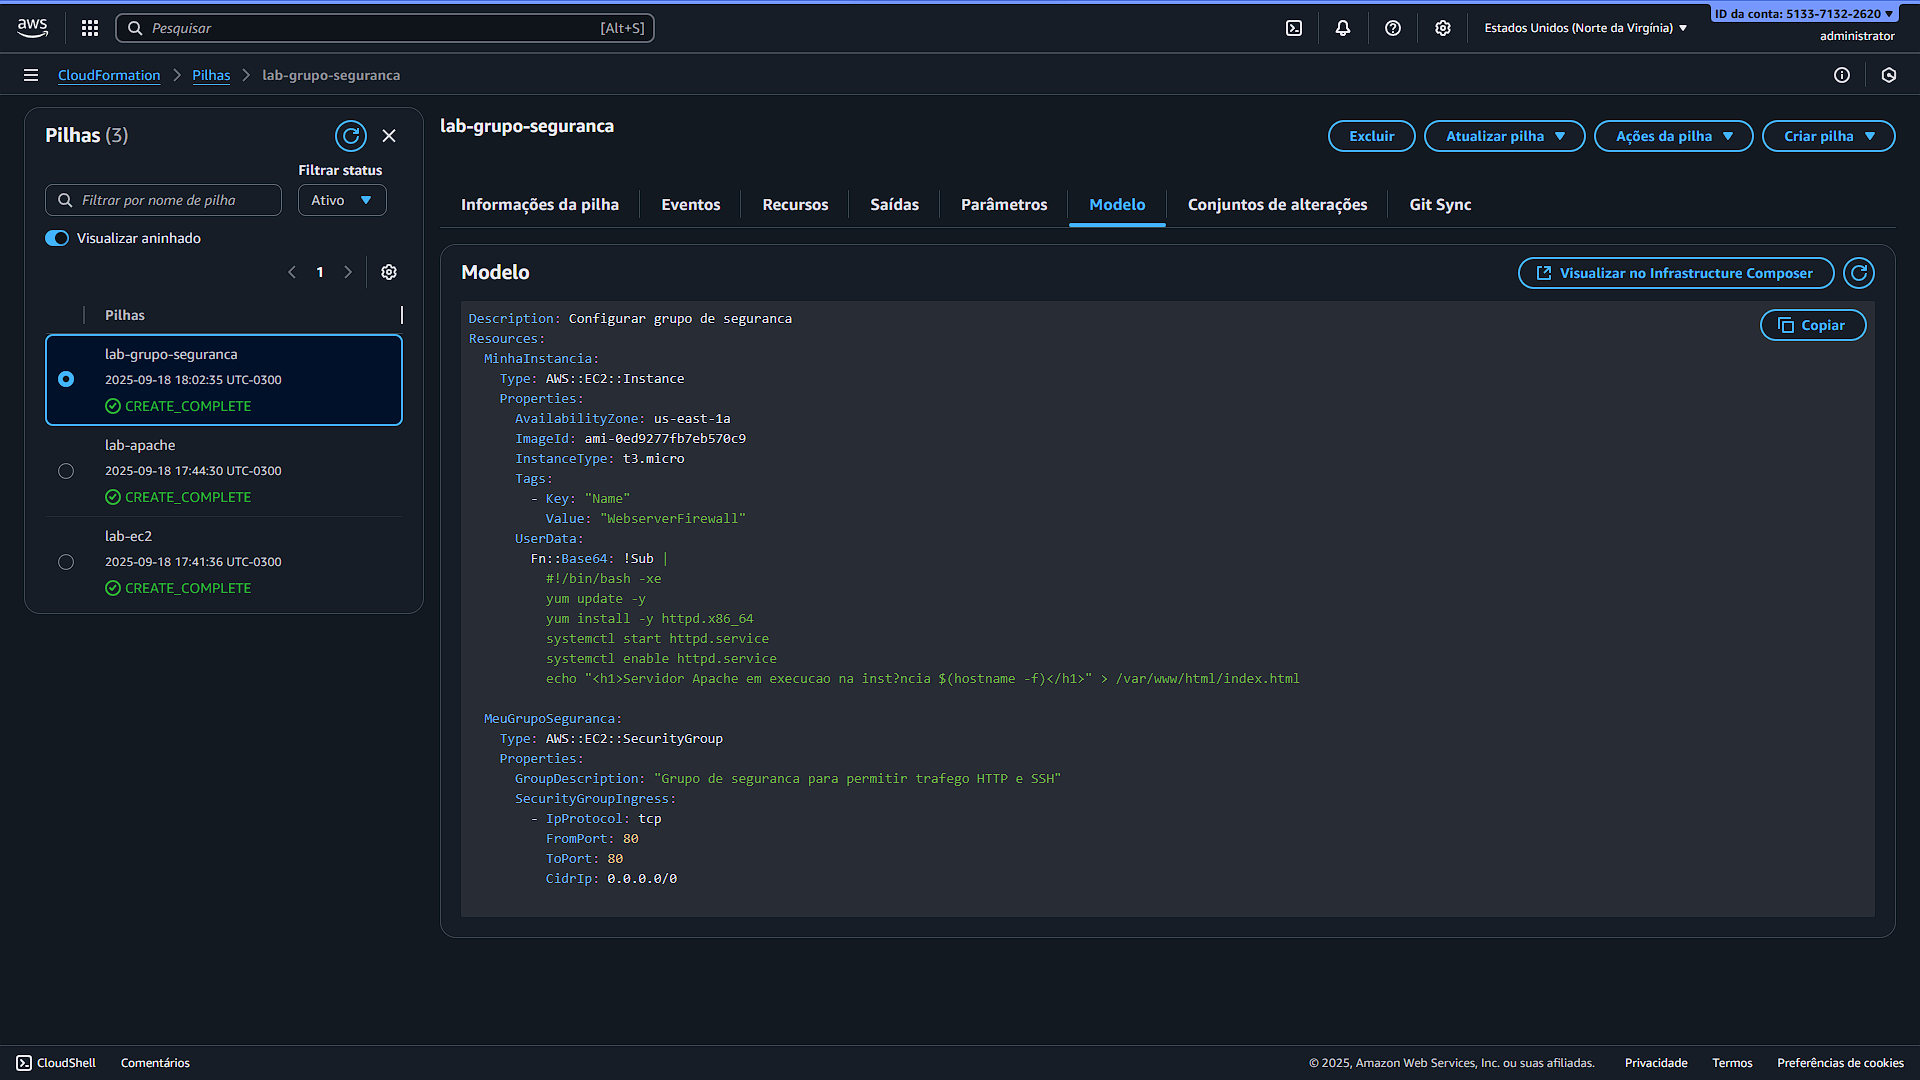 aws
Pesquisar
[Alt+S]
Estados Unidos (Norte da Virgínia)
ID da conta: 5133-7132-2620
administrator
CloudFormation
Pilhas
lab-grupo-seguranca
Pilhas (3)
Filtrar status
Filtrar por nome de pilha
Ativo
Visualizar aninhado
1
Pilhas
lab-grupo-seguranca
2025-09-18 18:02:35 UTC-0300
CREATE_COMPLETE
lab-apache
2025-09-18 17:44:30 UTC-0300
CREATE_COMPLETE
lab-ec2
2025-09-18 17:41:36 UTC-0300
CREATE_COMPLETE
lab-grupo-seguranca
Excluir
Atualizar pilha
Ações da pilha
Criar pilha
Informações da pilha
Eventos
Recursos
Saídas
Parâmetros
Modelo
Conjuntos de alterações
Git Sync
Modelo
Visualizar no Infrastructure Composer
Copiar
Description: Configurar grupo de seguranca
Resources:
  MinhaInstancia:
    Type: AWS::EC2::Instance
    Properties:
      AvailabilityZone: us-east-1a
      ImageId: ami-0ed9277fb7eb570c9
      InstanceType: t3.micro
      Tags:
        - Key: "Name"
          Value: "WebserverFirewall"
      UserData:
        Fn::Base64: !Sub |
          #!/bin/bash -xe
          yum update -y
          yum install -y httpd.x86_64
          systemctl start httpd.service
          systemctl enable httpd.service
          echo "<h1>Servidor Apache em execucao na inst?ncia $(hostname -f)</h1>" > /var/www/html/index.html
  MeuGrupoSeguranca:
    Type: AWS::EC2::SecurityGroup
    Properties:
      GroupDescription: "Grupo de seguranca para permitir trafego HTTP e SSH"
      SecurityGroupIngress:
        - IpProtocol: tcp
          FromPort: 80
          ToPort: 80
          CidrIp: 0.0.0.0/0
CloudShell
Comentários
© 2025, Amazon Web Services, Inc. ou suas afiliadas.
Privacidade
Termos
Preferências de cookies